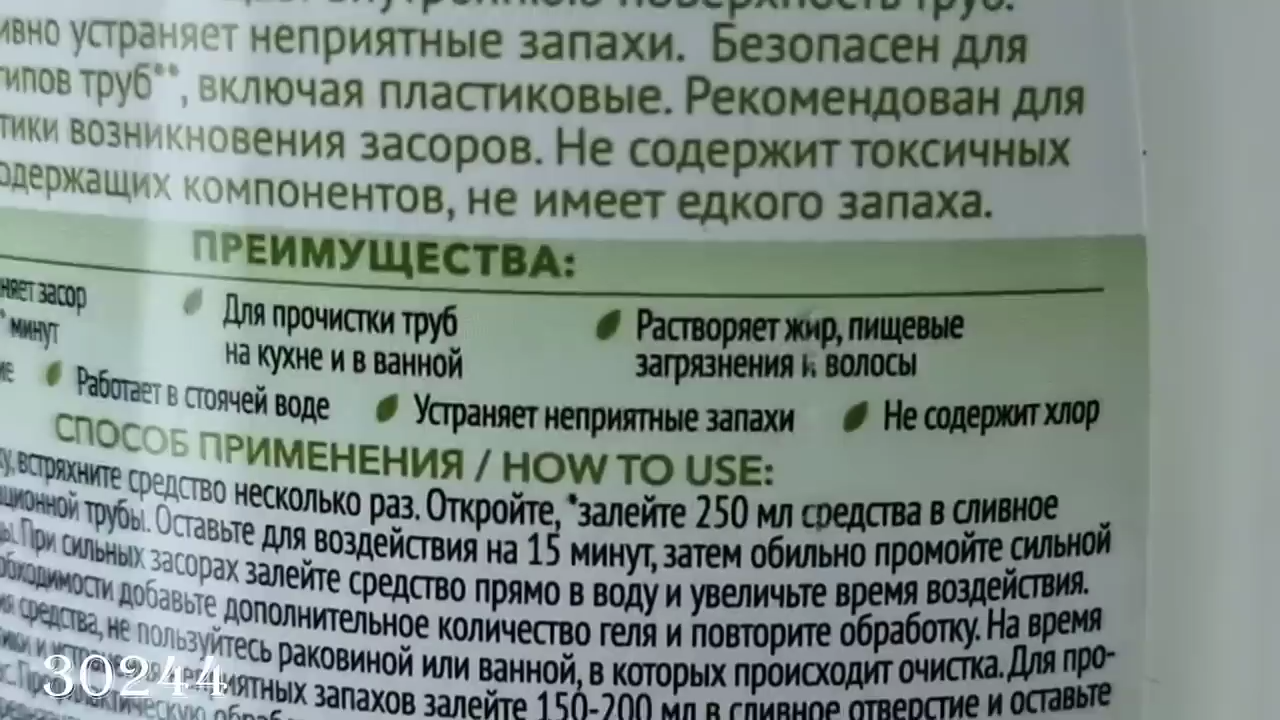 внутреннюю поверхность труб.
устраняет неприятные запахи. Безопасен для
труб**, включая пластиковые. Рекомендован для
возникновения засоров. Не содержит токсичных
компонентов, не имеет едкого запаха.
ПРЕИМУЩЕСТВА:
засор
минут
Для прочистки труб
на кухне и в ванной
Растворяет жир, пищевые
загрязнения и волосы
Работает в стоячей воде
Устраняет неприятные запахи
Не содержит хлор
СПОСОБ ПРИМЕНЕНИЯ / HOW TO USE:
встряхните средство несколько раз. Откройте, *залейте 250 мл средства в сливное
трубы. Оставьте для воздействия на 15 минут, затем обильно промойте сильной
При сильных засорах залейте средство прямо в воду и увеличьте время воздействия.
добавьте дополнительное количество геля и повторите обработку. На время
средства, не пользуйтесь раковиной или ванной, в которых происходит очистка. Для про-
запахов залейте 150-200 мл в сливное отверстие и оставьте
30244